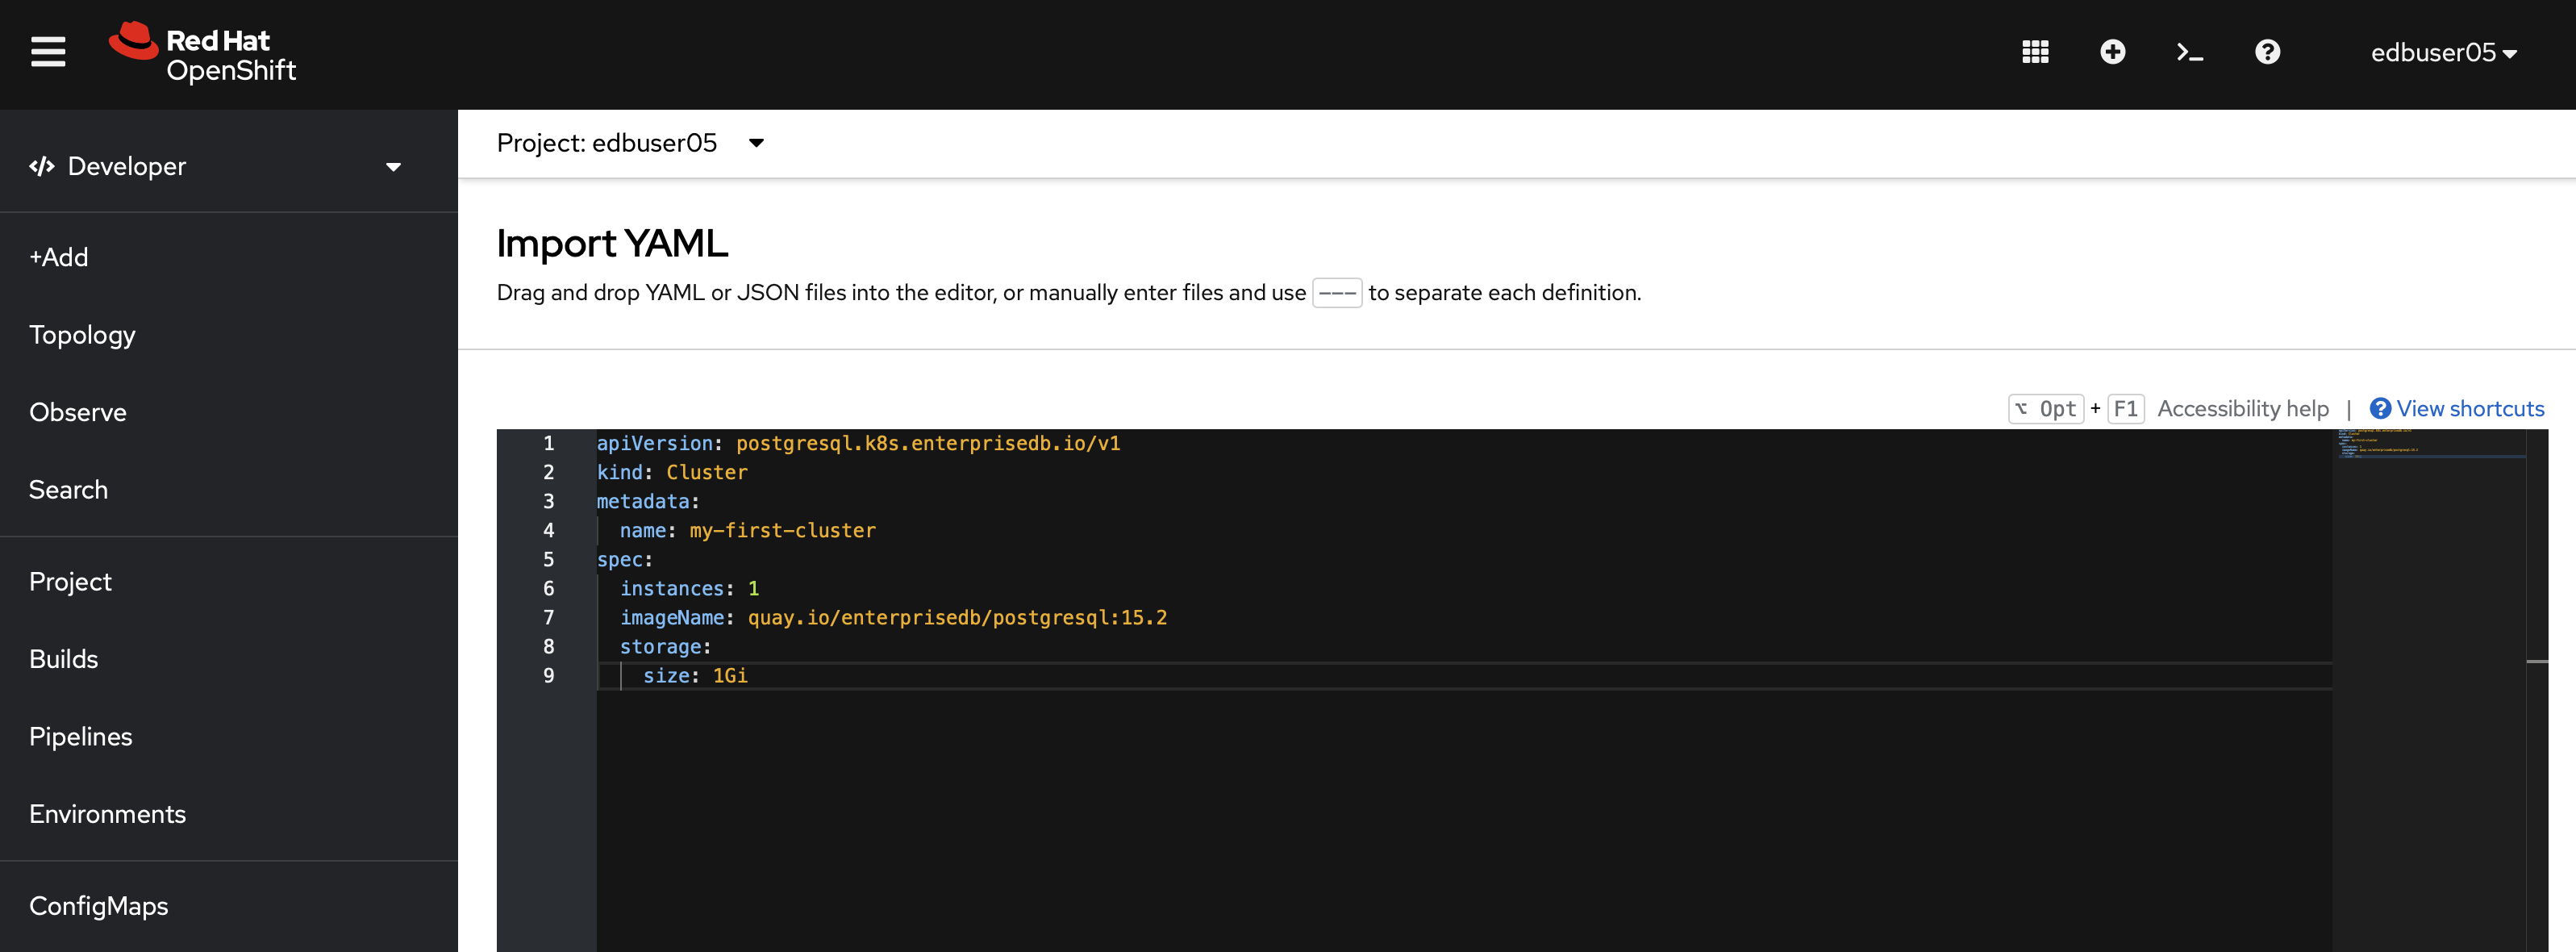 Red Hat
OpenShift
edbuser05
Developer
+Add
Topology
Observe
Search
Project
Builds
Pipelines
Environments
ConfigMaps
Project: edbuser05
Import YAML
Drag and drop YAML or JSON files into the editor, or manually enter files and use --- to separate each definition.
⌥ Opt + F1 Accessibility help | View shortcuts
1 apiVersion: postgresql.k8s.enterprisedb.io/v1
2 kind: Cluster
3 metadata:
4   name: my-first-cluster
5 spec:
6   instances: 1
7   imageName: quay.io/enterprisedb/postgresql:15.2
8   storage:
9     size: 1Gi